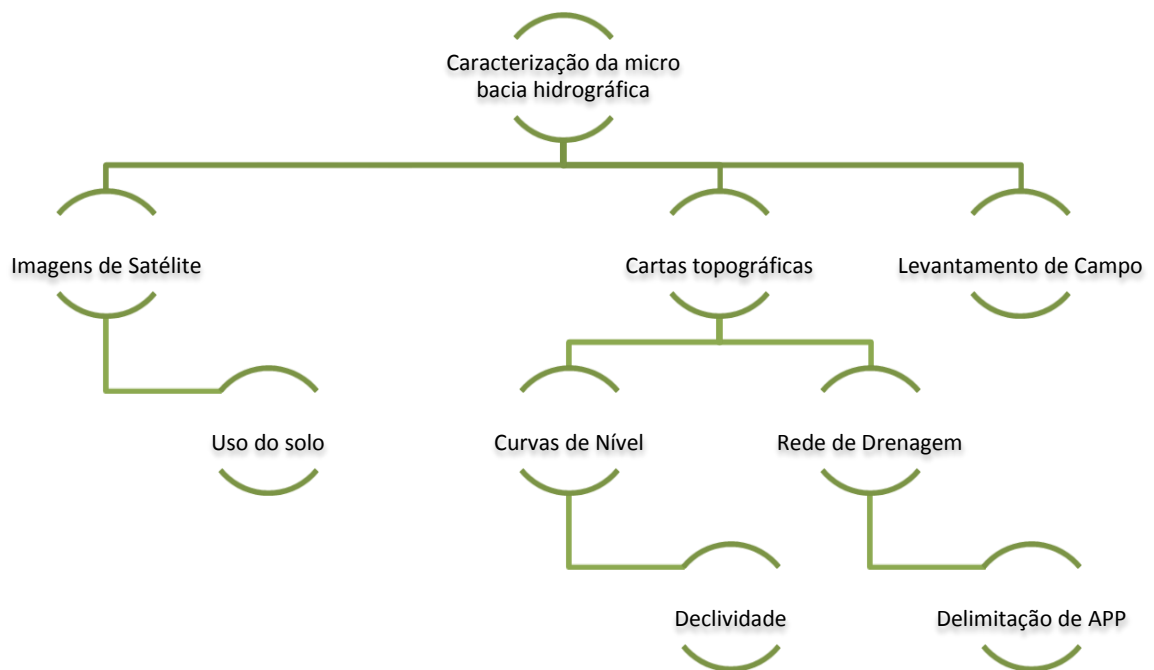 Caracterização da micro
bacia hidrográfica
Imagens de Satélite
Cartas topográficas
Levantamento de Campo
Uso do solo
Curvas de Nível
Rede de Drenagem
Declividade
Delimitação de APP